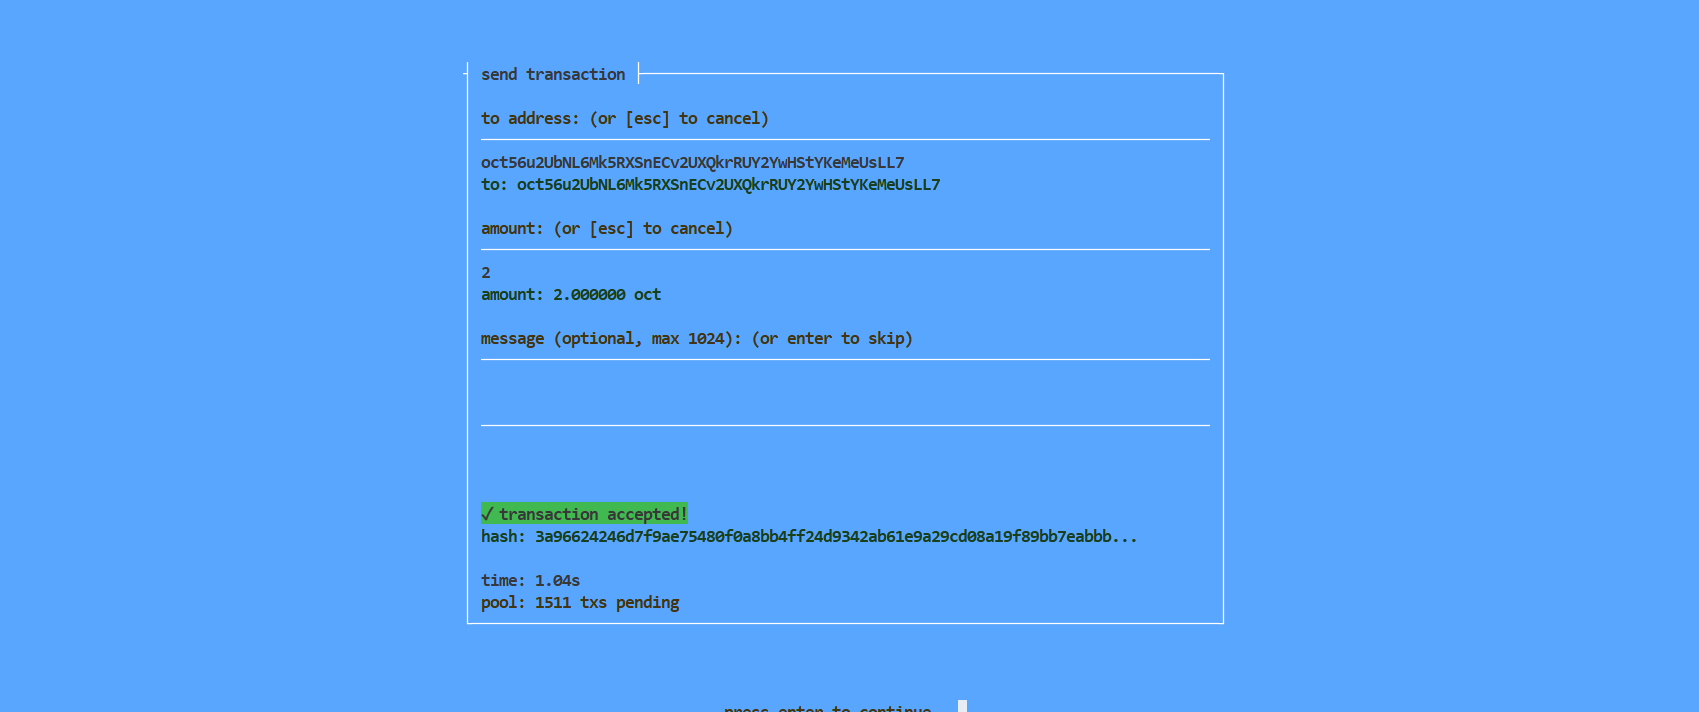 send transaction
to address: (or [esc] to cancel)
oct56u2UbNL6Mk5RXSnECv2UXQkrRUY2YwHStYKeMeUsLL7
to: oct56u2UbNL6Mk5RXSnECv2UXQkrRUY2YwHStYKeMeUsLL7
amount: (or [esc] to cancel)
2
amount: 2.000000 oct
message (optional, max 1024): (or enter to skip)
✓ transaction accepted!
hash: 3a96624246d7f9ae75480f0a8bb4ff24d9342ab61e9a29cd08a19f89bb7eabbb...
time: 1.04s
pool: 1511 txs pending
press enter to continue